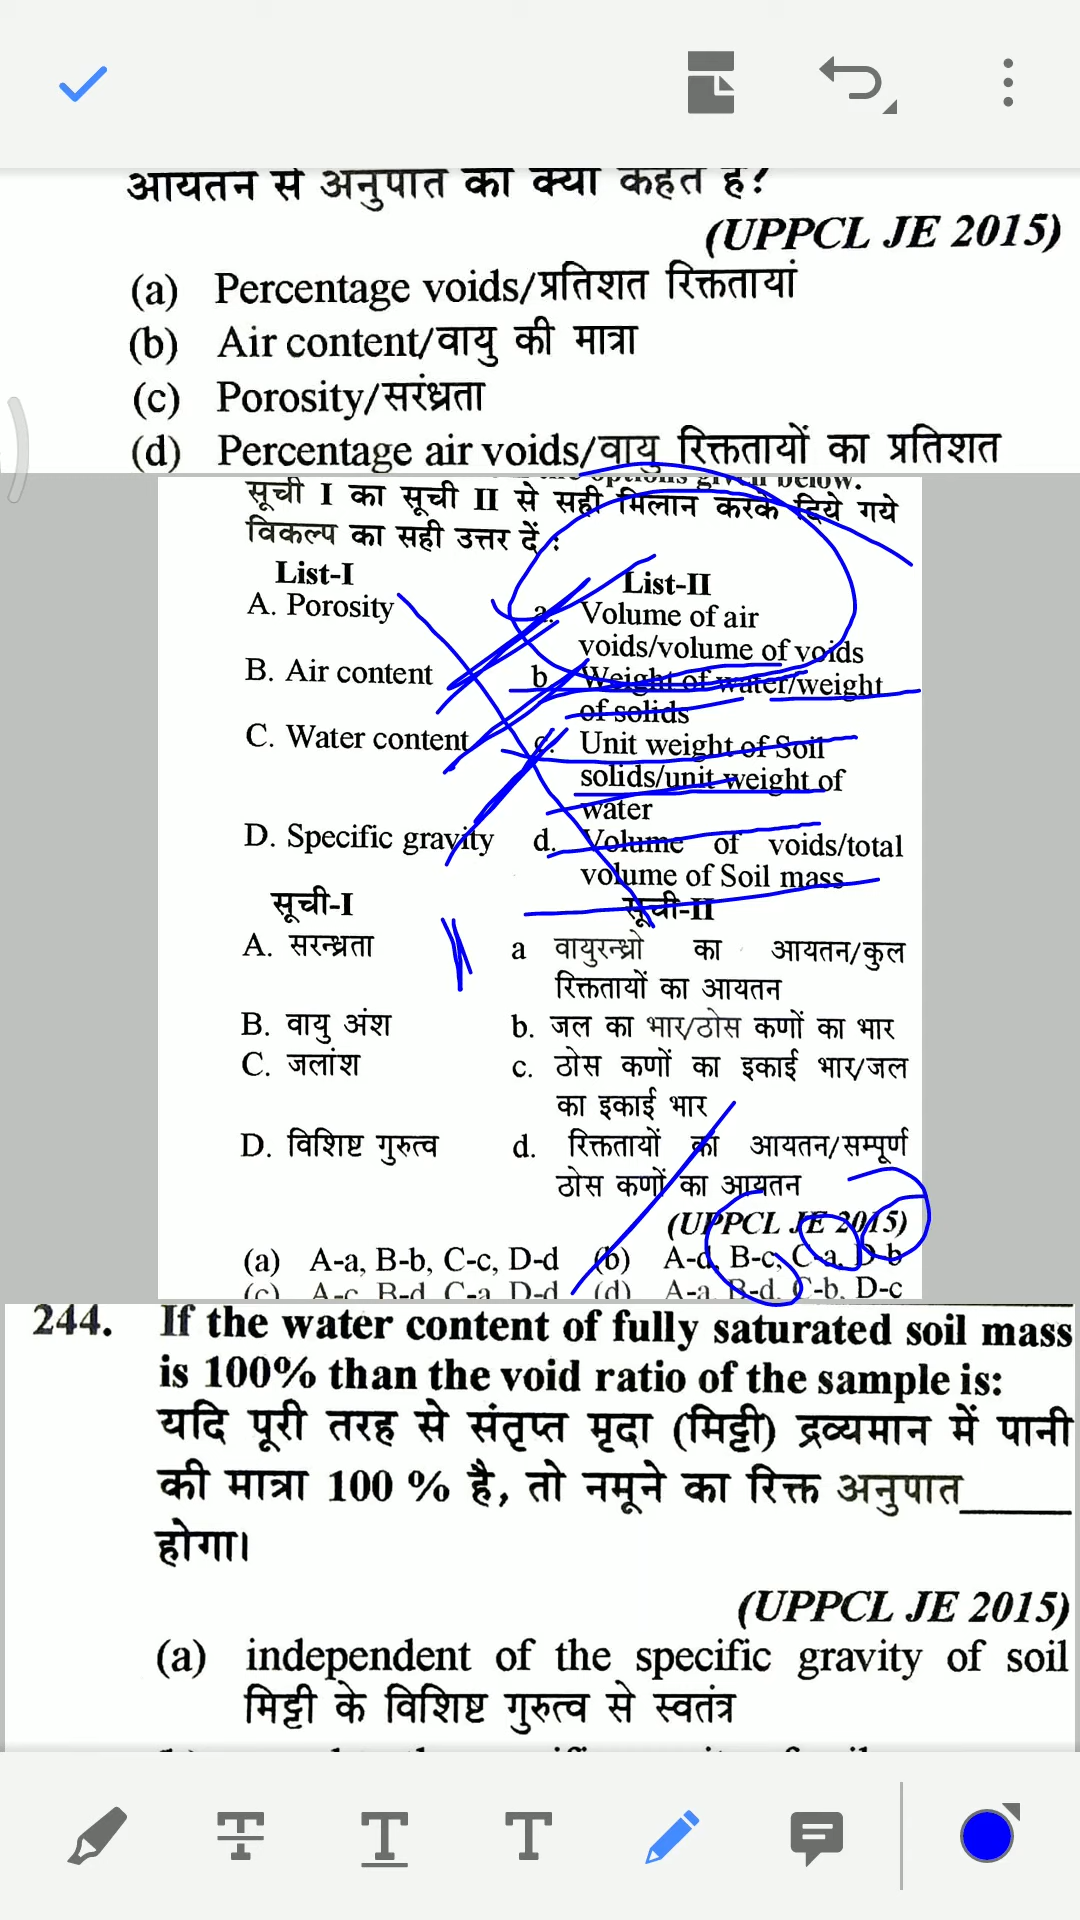 आयतन से अनुपात को क्या कहते हैं?
(UPPCL JE 2015)
(a) Percentage voids/प्रतिशत रिक्ततायां
(b) Air content/वायु की मात्रा
(c) Porosity/सरंध्रता
(d) Percentage air voids/वायु रिक्ततायों का प्रतिशत
options given below.
सूची I का सूची II से सही मिलान करके दिये गये
विकल्प का सही उत्तर दें :
List-I List-II
A. Porosity a. Volume of air
voids/volume of voids
B. Air content b. Weight of water/weight
of solids
C. Water content c. Unit weight of Soil
solids/unit weight of
water
D. Specific gravity d. Volume of voids/total
volume of Soil mass
सूची-I सूची-II
A. सरन्ध्रता a वायुरन्ध्रो का आयतन/कुल
रिक्ततायों का आयतन
B. वायु अंश b. जल का भार/ठोस कणों का भार
C. जलांश c. ठोस कणों का इकाई भार/जल
का इकाई भार
D. विशिष्ट गुरुत्व d. रिक्ततायों का आयतन/सम्पूर्ण
ठोस कणों का आयतन
(UPPCL JE 2015)
(a) A-a, B-b, C-c, D-d (b) A-d, B-c, C-a, D-b
(c) A-c, B-d, C-a, D-d (d) A-a, B-d, C-b, D-c
244. If the water content of fully saturated soil mass
is 100% than the void ratio of the sample is:
यदि पूरी तरह से संतृप्त मृदा (मिट्टी) द्रव्यमान में पानी
की मात्रा 100 % है, तो नमूने का रिक्त अनुपात______
होगा।
(UPPCL JE 2015)
(a) independent of the specific gravity of soil
मिट्टी के विशिष्ट गुरुत्व से स्वतंत्र